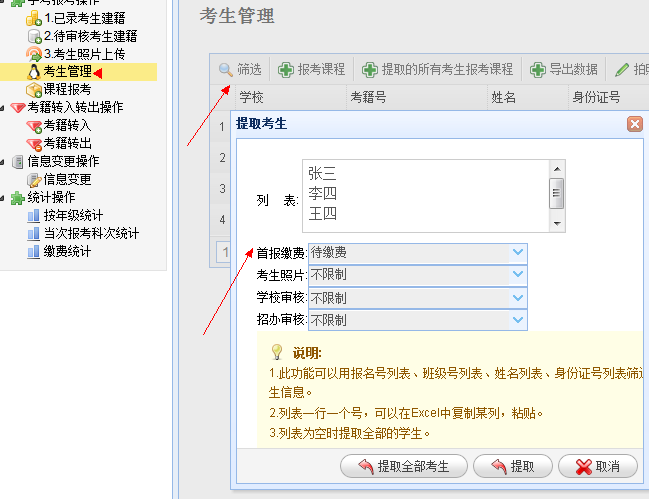 学考报考操作
1.已录考生建籍
2.待审核考生建籍
3.考生照片上传
考生管理
课程报考
考籍转入转出操作
考籍转入
考籍转出
信息变更操作
信息变更
统计操作
按年级统计
当次报考科次统计
缴费统计
考生管理
筛选 报考课程 提取的所有考生报考课程 导出数据
学校 考籍号 姓名 身份证号
1
2
3
4
1
提取考生
列 表:
张三
李四
王四
首报缴费: 待缴费
考生照片: 不限制
学校审核: 不限制
招办审核: 不限制
说明:
1.此功能可以用报名号列表、班级号列表、姓名列表、身份证号列表筛选
生信息。
2.列表一行一个号，可以在Excel中复制某列，粘贴。
3.列表为空时提取全部的学生。
提取全部考生 提取 取消